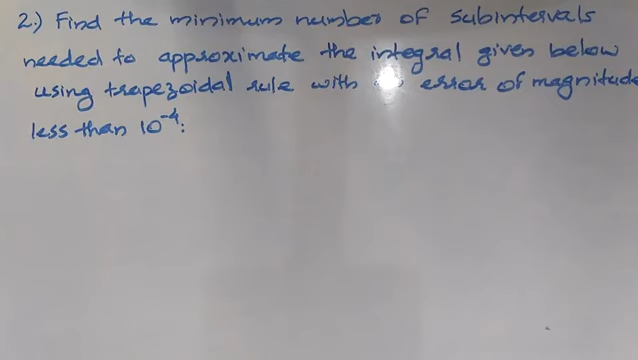 2.) Find the minimum number of subintervals
needed to approximate the integral given below
using trapezoidal rule with error of magnitude
less than 10⁻⁴: